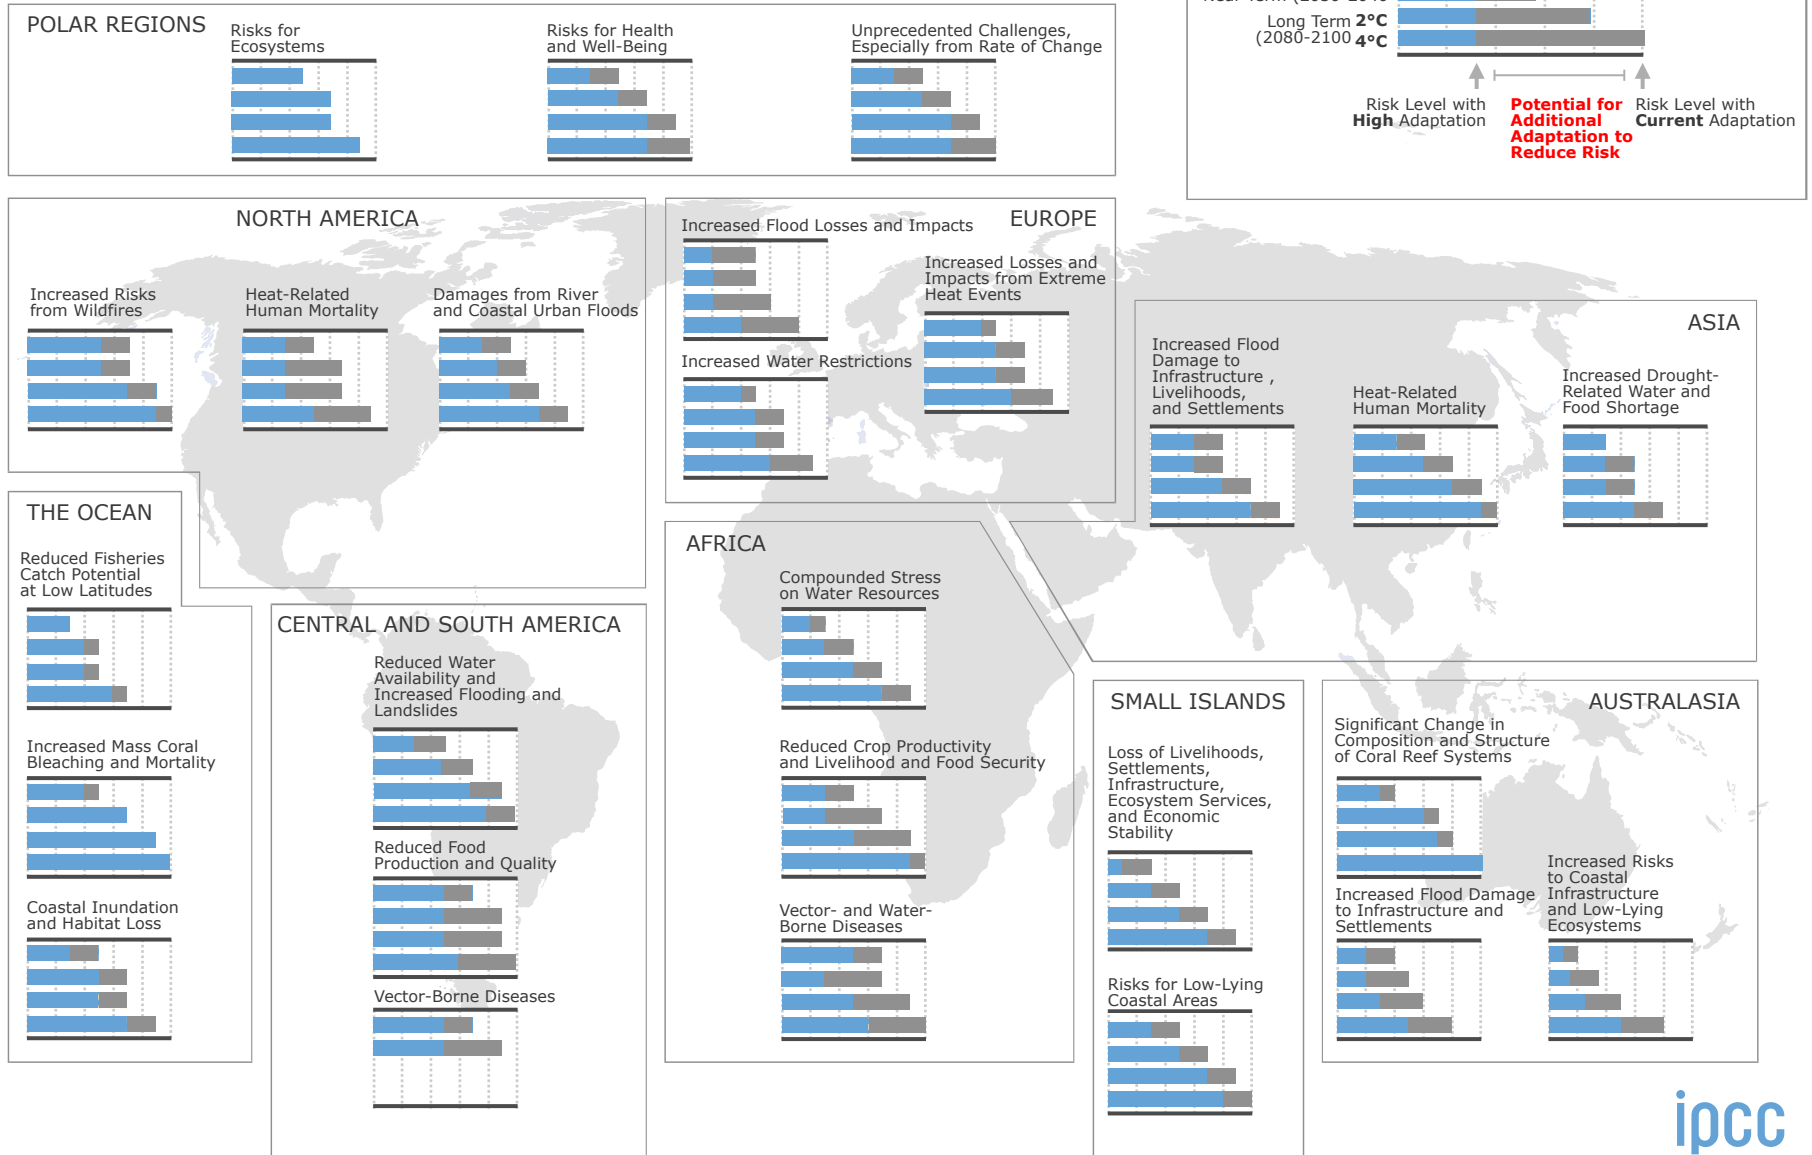 POLAR REGIONS
Risks for
Ecosystems
Risks for Health
and Well-Being
Unprecedented Challenges,
Especially from Rate of Change
Long Term 2°C
(2080-2100 4°C
Risk Level with
High Adaptation
Potential for
Additional
Adaptation to
Reduce Risk
Risk Level with
Current Adaptation
NORTH AMERICA
Increased Risks
from Wildfires
Heat-Related
Human Mortality
Damages from River
and Coastal Urban Floods
EUROPE
Increased Flood Losses and Impacts
Increased Losses and
Impacts from Extreme
Heat Events
Increased Water Restrictions
ASIA
Increased Flood
Damage to
Infrastructure ,
Livelihoods,
and Settlements
Heat-Related
Human Mortality
Increased Drought-
Related Water and
Food Shortage
THE OCEAN
Reduced Fisheries
Catch Potential
at Low Latitudes
Increased Mass Coral
Bleaching and Mortality
Coastal Inundation
and Habitat Loss
CENTRAL AND SOUTH AMERICA
Reduced Water
Availability and
Increased Flooding and
Landslides
Reduced Food
Production and Quality
Vector-Borne Diseases
AFRICA
Compounded Stress
on Water Resources
Reduced Crop Productivity
and Livelihood and Food Security
Vector- and Water-
Borne Diseases
SMALL ISLANDS
Loss of Livelihoods,
Settlements,
Infrastructure,
Ecosystem Services,
and Economic
Stability
Risks for Low-Lying
Coastal Areas
AUSTRALASIA
Significant Change in
Composition and Structure
of Coral Reef Systems
Increased Flood Damage
to Infrastructure and
Settlements
Increased Risks
to Coastal
Infrastructure
and Low-Lying
Ecosystems
ipcc